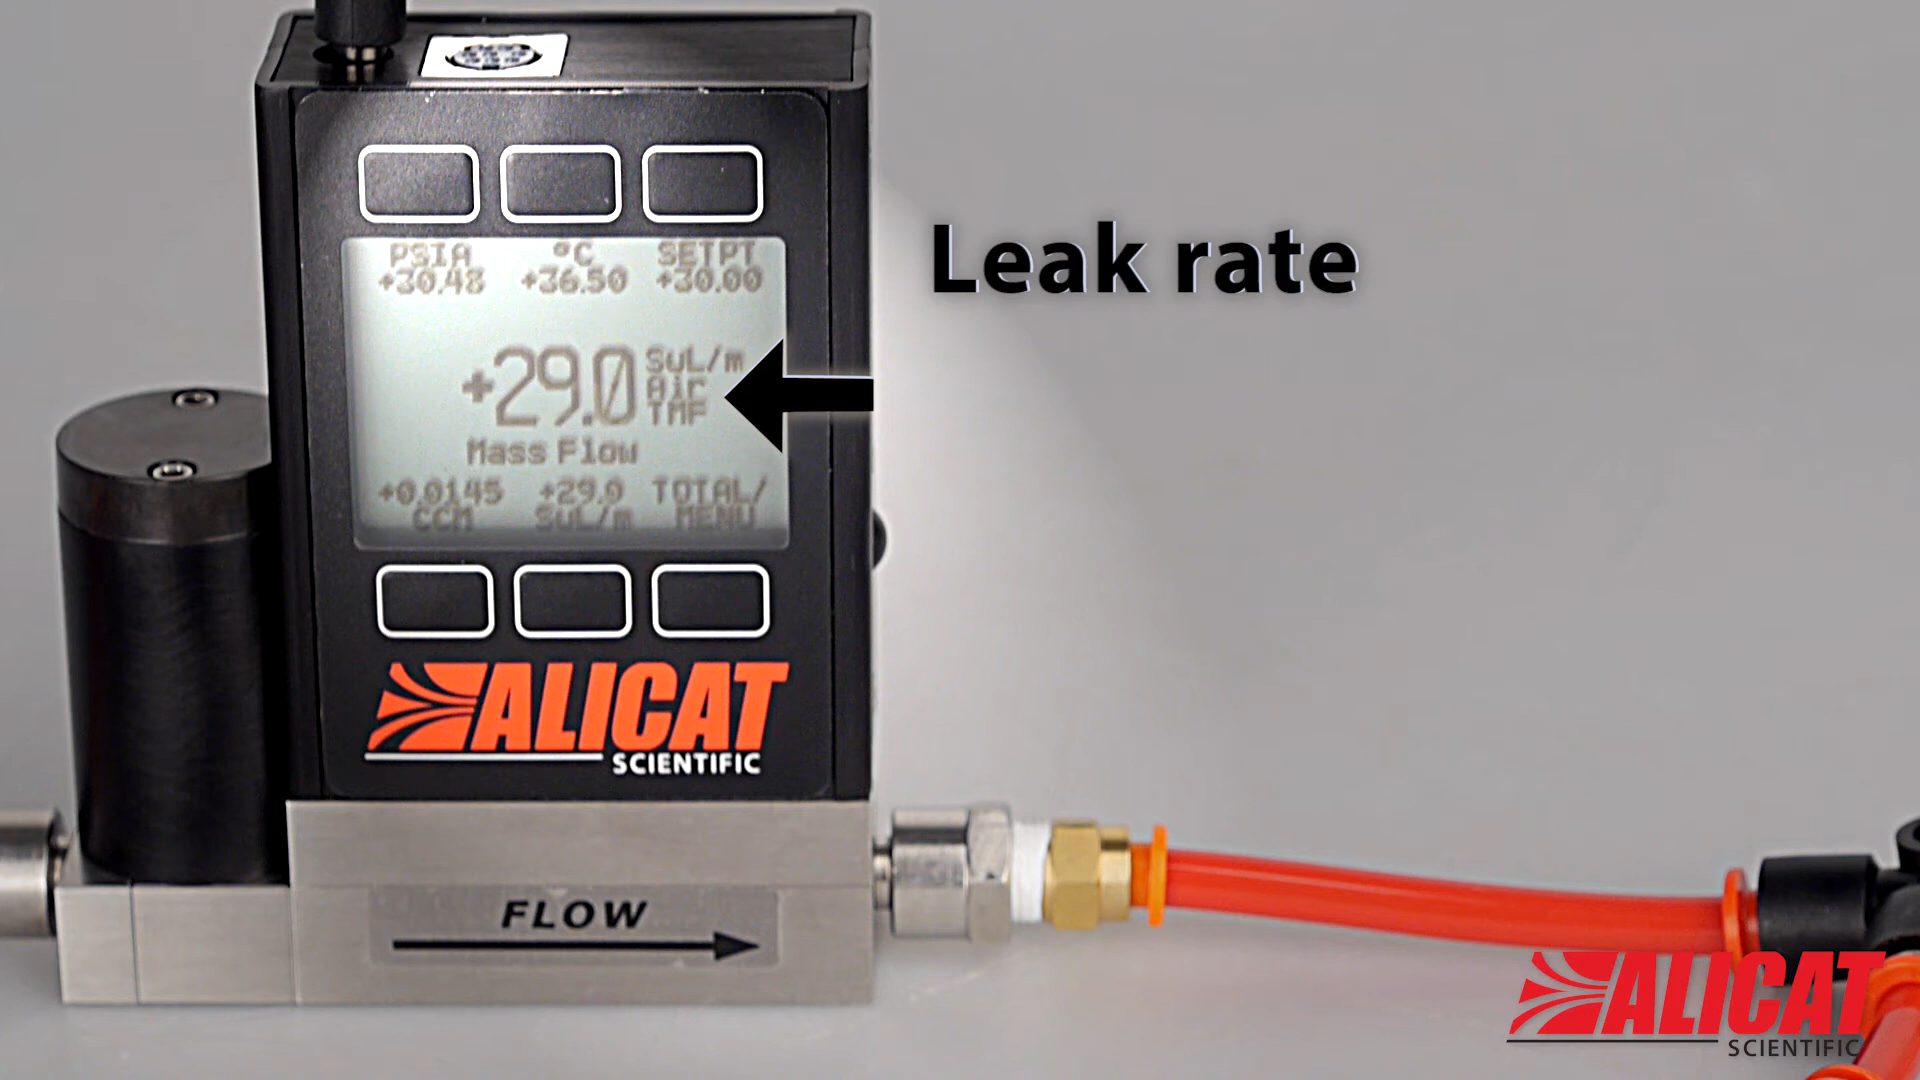 PSIA °C SETPT
+30.48 +36.50 +30.00
Leak rate
+29.0 SuL/m
Air
TMF
Mass Flow
+0.0145 +29.0 TOTAL/
CCM SuL/m MENU
ALICAT
SCIENTIFIC
FLOW
ALICAT
SCIENTIFIC